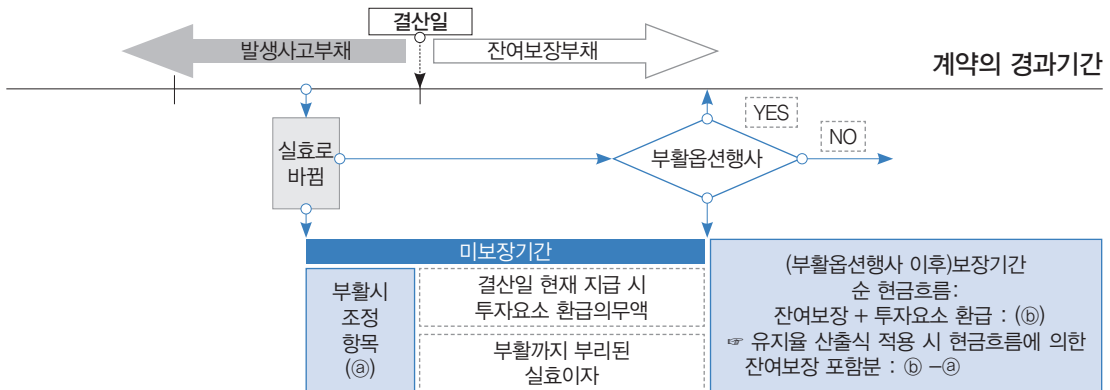 결산일
발생사고부채
잔여보장부채
계약의 경과기간
YES
NO
실효로
바뀜
부활옵션행사
미보장기간
부활시
조정
항목
(ⓐ)
결산일 현재 지급 시
투자요소 환급의무액
부활까지 부리된
실효이자
(부활옵션행사 이후)보장기간
순 현금흐름:
잔여보장 + 투자요소 환급 : (ⓑ)
☞ 유지율 산출식 적용 시 현금흐름에 의한
잔여보장 포함분 : ⓑ –ⓐ